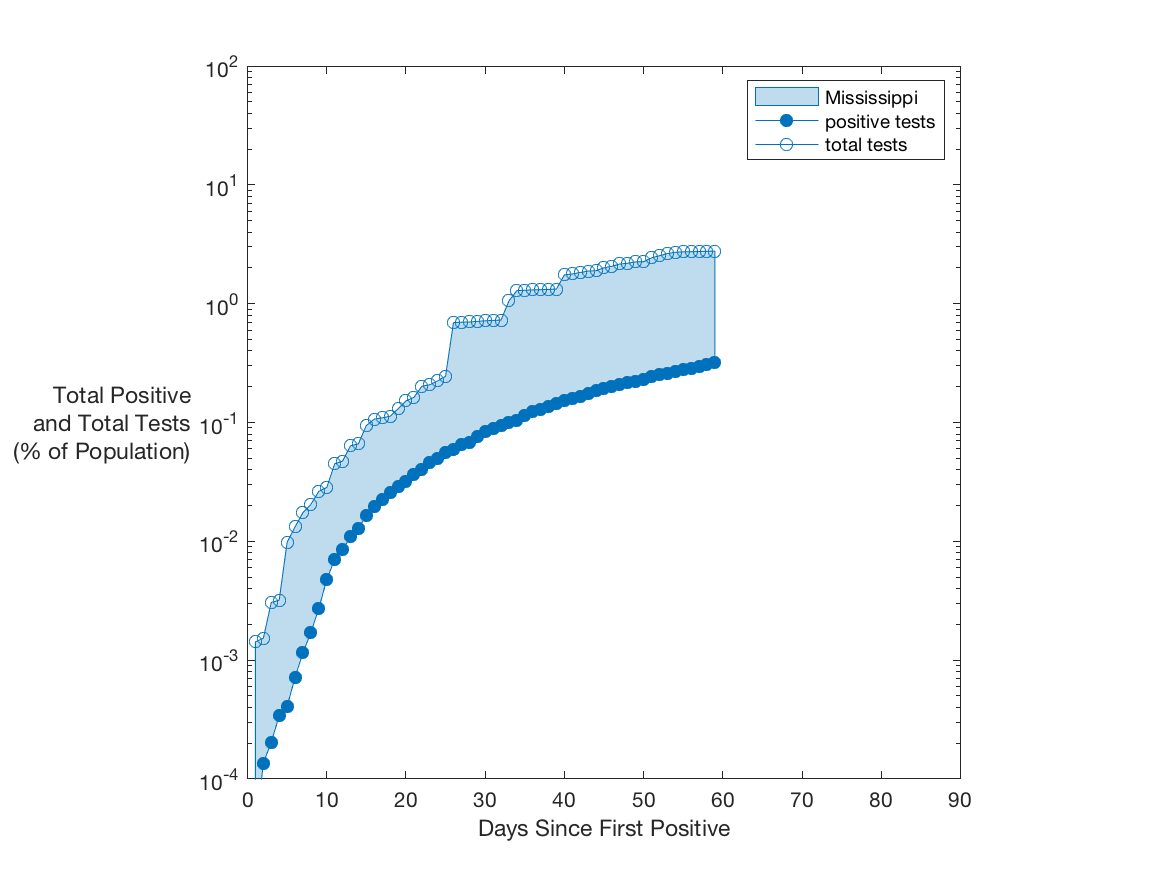 10^2
10^1
10^0
10^-1
10^-2
10^-3
10^-4
Total Positive
and Total Tests
(% of Population)
Mississippi
positive tests
total tests
0 10 20 30 40 50 60 70 80 90
Days Since First Positive